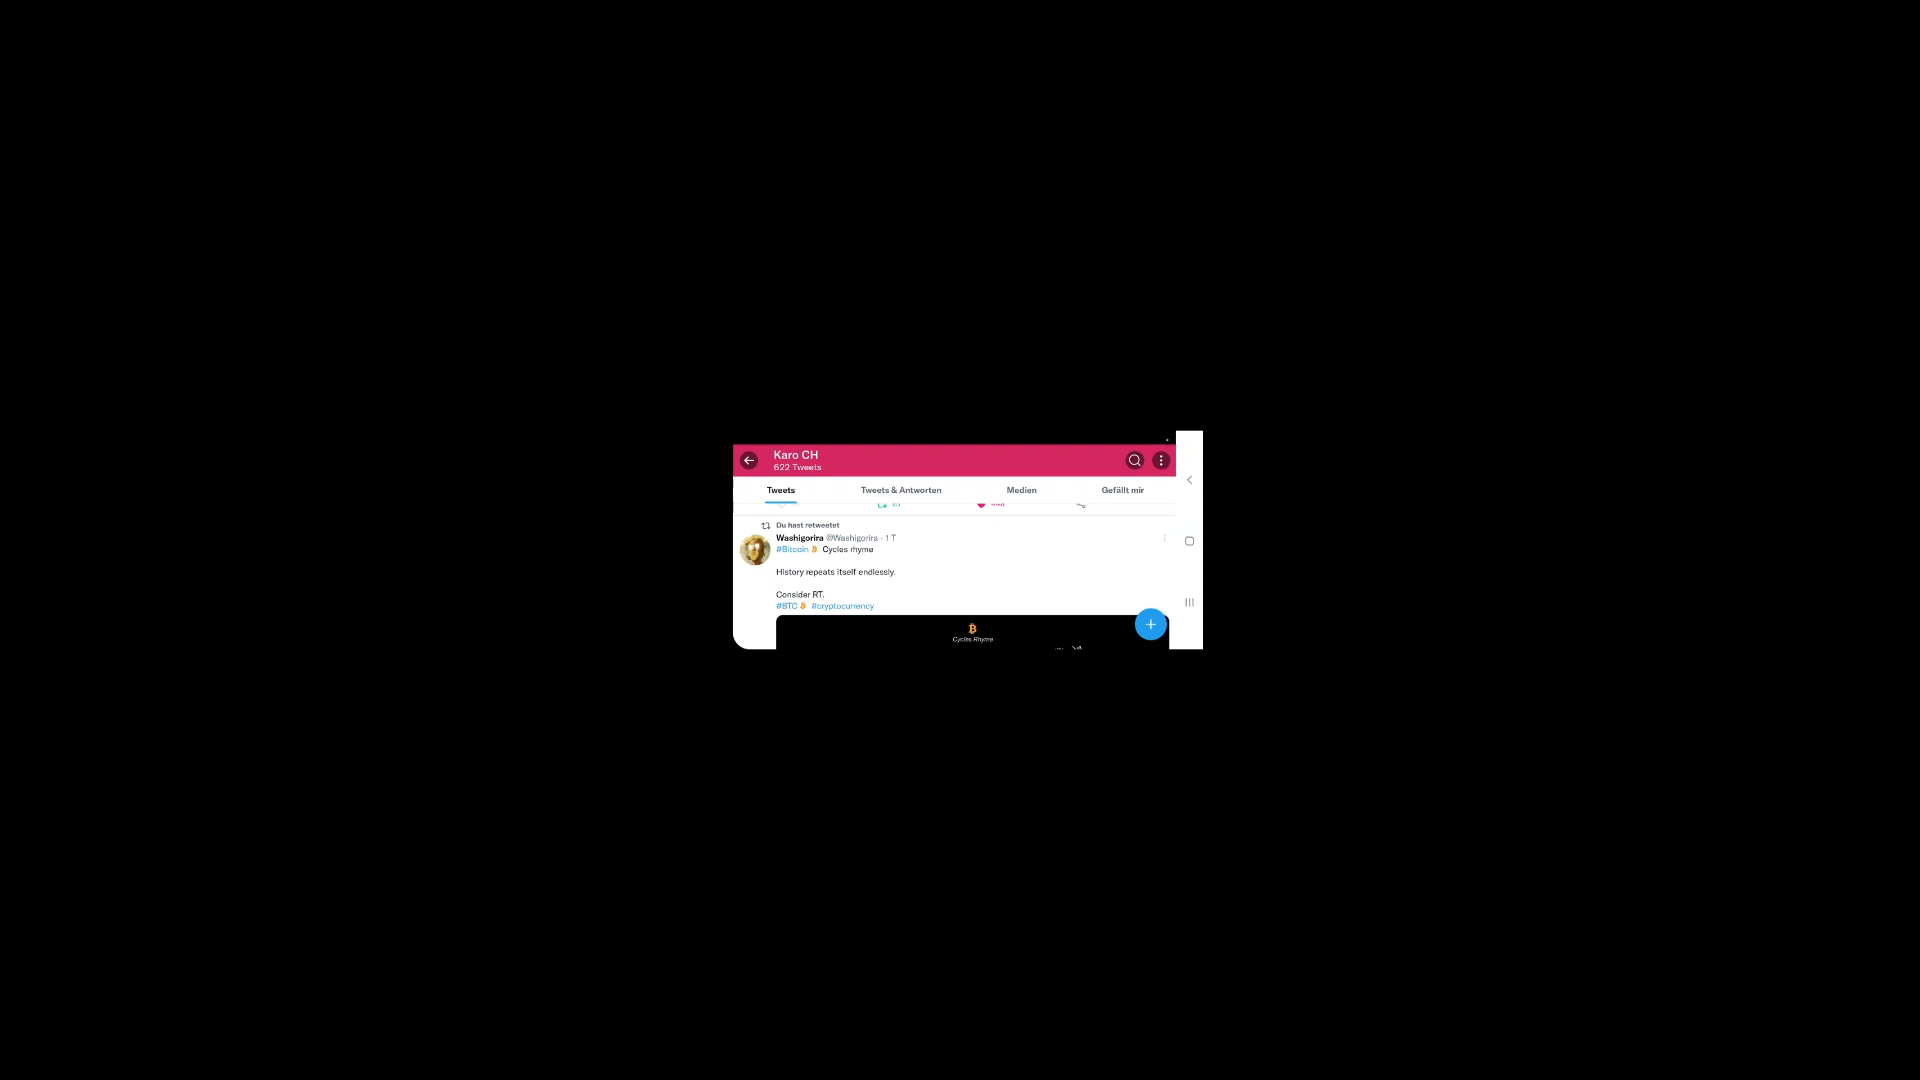 Karo CH
622 Tweets
Tweets
Tweets & Antworten
Medien
Gefällt mir
Du hast retweetet
Washigorira @Washigorira · 1 T
#Bitcoin Cycles rhyme
History repeats itself endlessly.
Consider RT.
#BTC #cryptocurrency
Cycles Rhyme